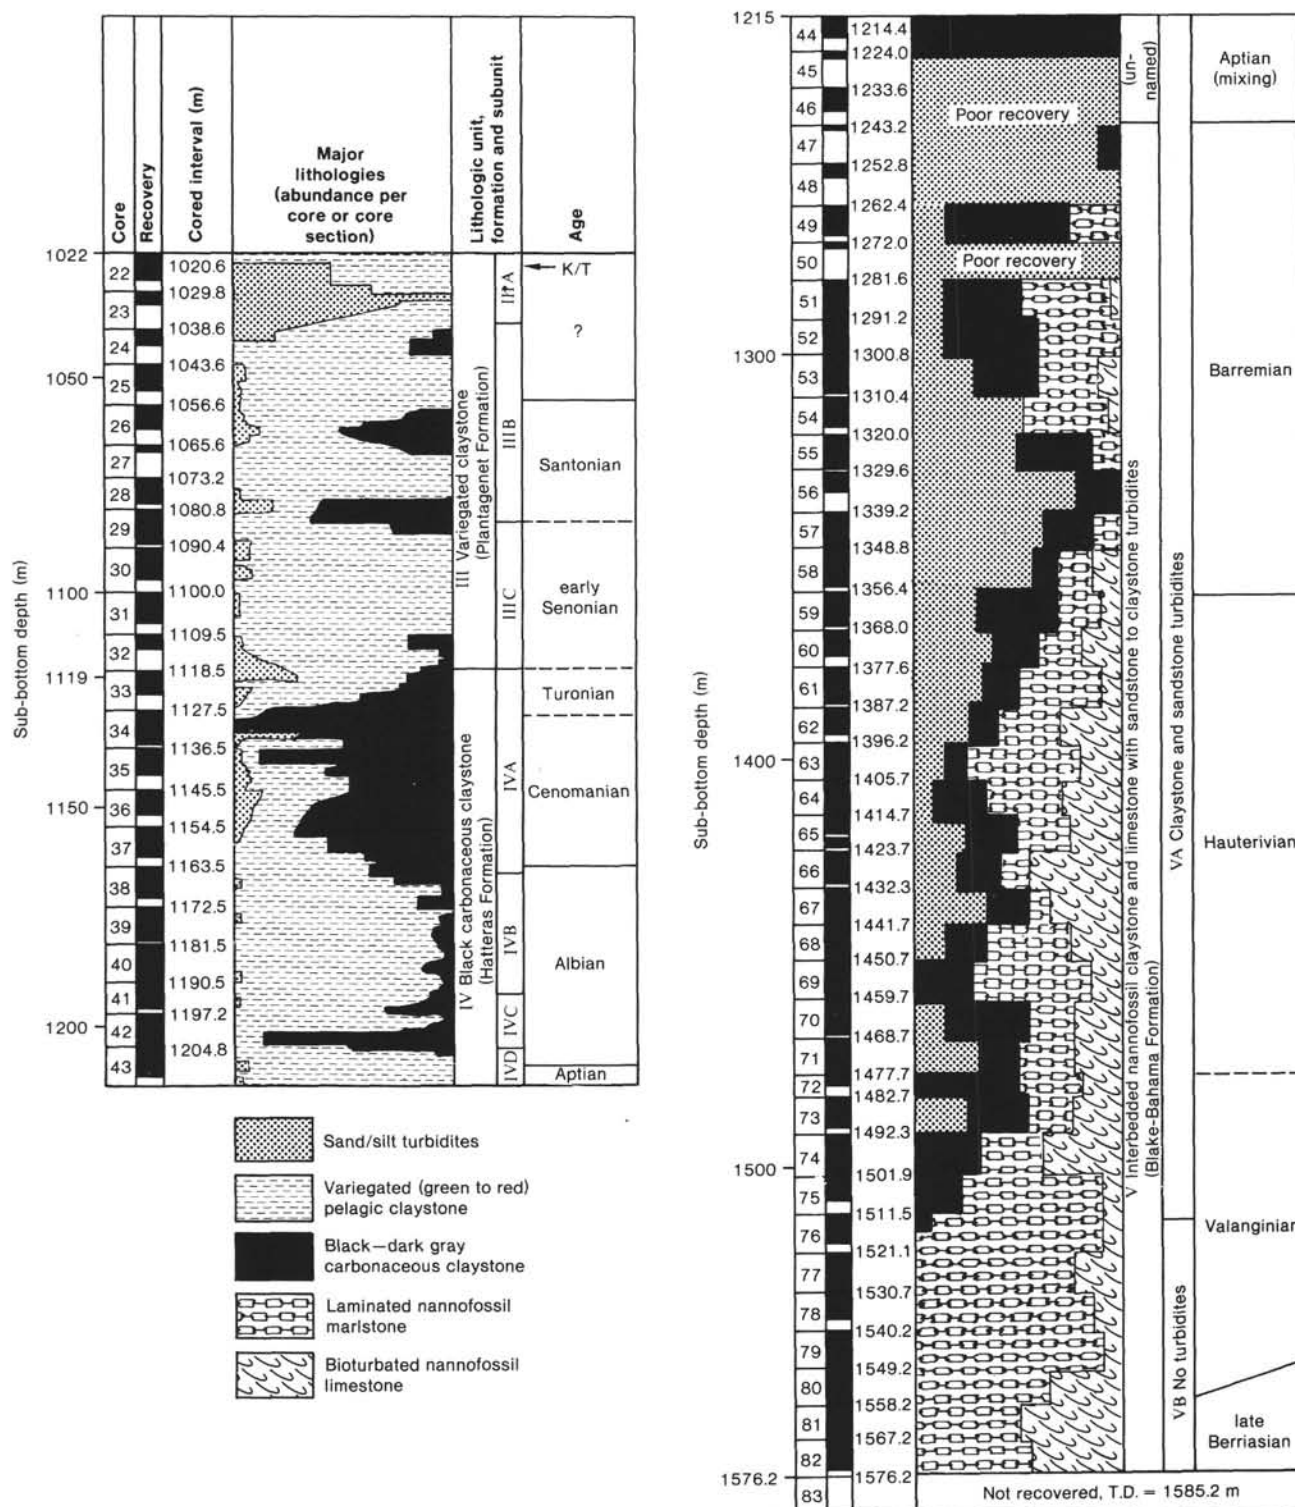 Sub-bottom depth (m)
Core
Recovery
Cored interval (m)
Major
lithologies
(abundance per
core or core
section)
Lithologic unit,
formation and subunit
Age
1022
1050
1100
1119
1150
1200
22
23
24
25
26
27
28
29
30
31
32
33
34
35
36
37
38
39
40
41
42
43
1020.6
1029.8
1038.6
1043.6
1056.6
1065.6
1073.2
1080.8
1090.4
1100.0
1109.5
1118.5
1127.5
1136.5
1145.5
1154.5
1163.5
1172.5
1181.5
1190.5
1197.2
1204.8
III Variegated claystone
(Plantagenet Formation)
IV Black carbonaceous claystone
(Hatteras Formation)
IIIA
IIIB
IIIC
IVA
IVB
IVC
IVD
K/T
?
Santonian
early
Senonian
Turonian
Cenomanian
Albian
Aptian
Sand/silt turbidites
Variegated (green to red)
pelagic claystone
Black—dark gray
carbonaceous claystone
Laminated nannofossil
marlstone
Bioturbated nannofossil
limestone
Sub-bottom depth (m)
1215
1300
1400
1500
1576.2
44
45
46
47
48
49
50
51
52
53
54
55
56
57
58
59
60
61
62
63
64
65
66
67
68
69
70
71
72
73
74
75
76
77
78
79
80
81
82
83
1214.4
1224.0
1233.6
1243.2
1252.8
1262.4
1272.0
1281.6
1291.2
1300.8
1310.4
1320.0
1329.6
1339.2
1348.8
1356.4
1368.0
1377.6
1387.2
1396.2
1405.7
1414.7
1423.7
1432.3
1441.7
1450.7
1459.7
1468.7
1477.7
1482.7
1492.3
1501.9
1511.5
1521.1
1530.7
1540.2
1549.2
1558.2
1567.2
1576.2
Poor recovery
Poor recovery
(un-
named)
V Interbedded nannofossil claystone and limestone with sandstone to claystone turbidites
(Blake-Bahama Formation)
VA Claystone and sandstone turbidites
VB No turbidites
Aptian
(mixing)
Barremian
Hauterivian
Valanginian
late
Berriasian
Not recovered, T.D. = 1585.2 m